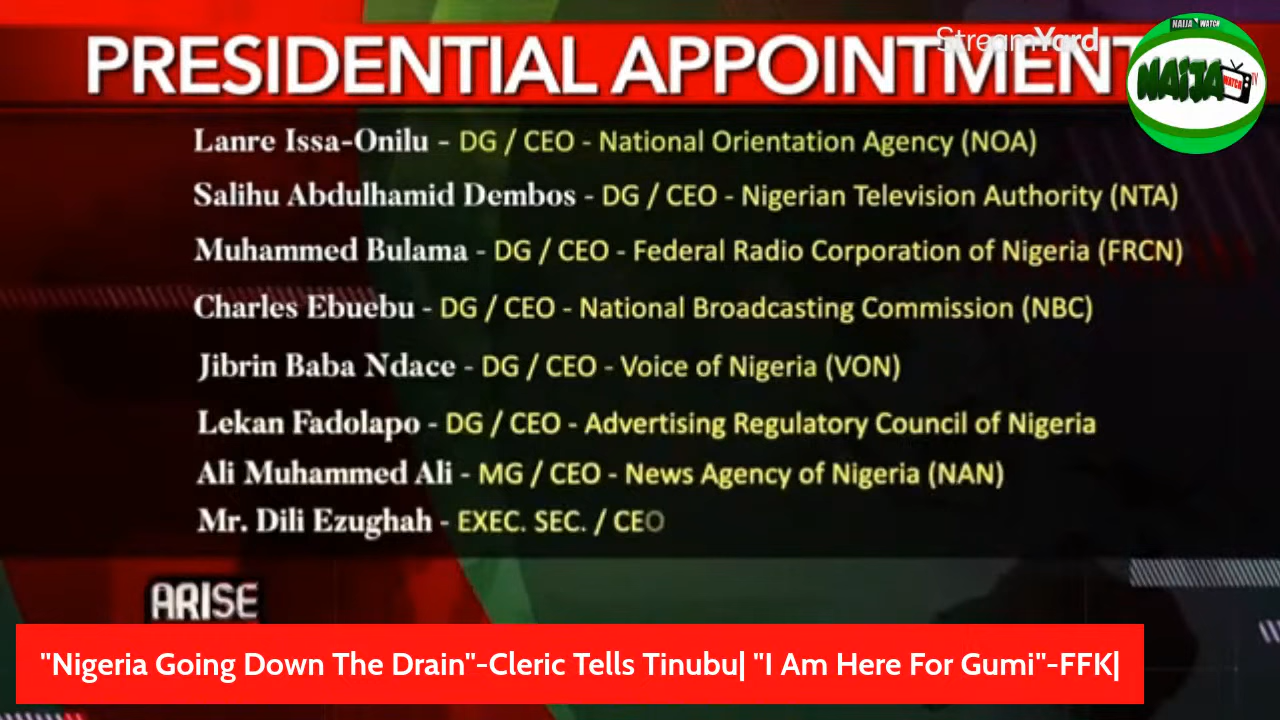 StreamYard
NAIJA WATCH
PRESIDENTIAL APPOINTMENT
NAIJA WATCH TV
Lanre Issa-Onilu - DG / CEO - National Orientation Agency (NOA)
Salihu Abdulhamid Dembos - DG / CEO - Nigerian Television Authority (NTA)
Muhammed Bulama - DG / CEO - Federal Radio Corporation of Nigeria (FRCN)
Charles Ebuebu - DG / CEO - National Broadcasting Commission (NBC)
Jibrin Baba Ndace - DG / CEO - Voice of Nigeria (VON)
Lekan Fadolapo - DG / CEO - Advertising Regulatory Council of Nigeria
Ali Muhammed Ali - MG / CEO - News Agency of Nigeria (NAN)
Mr. Dili Ezughah - EXEC. SEC. / CEO
ARISE
"Nigeria Going Down The Drain"-Cleric Tells Tinubu| "I Am Here For Gumi"-FFK|